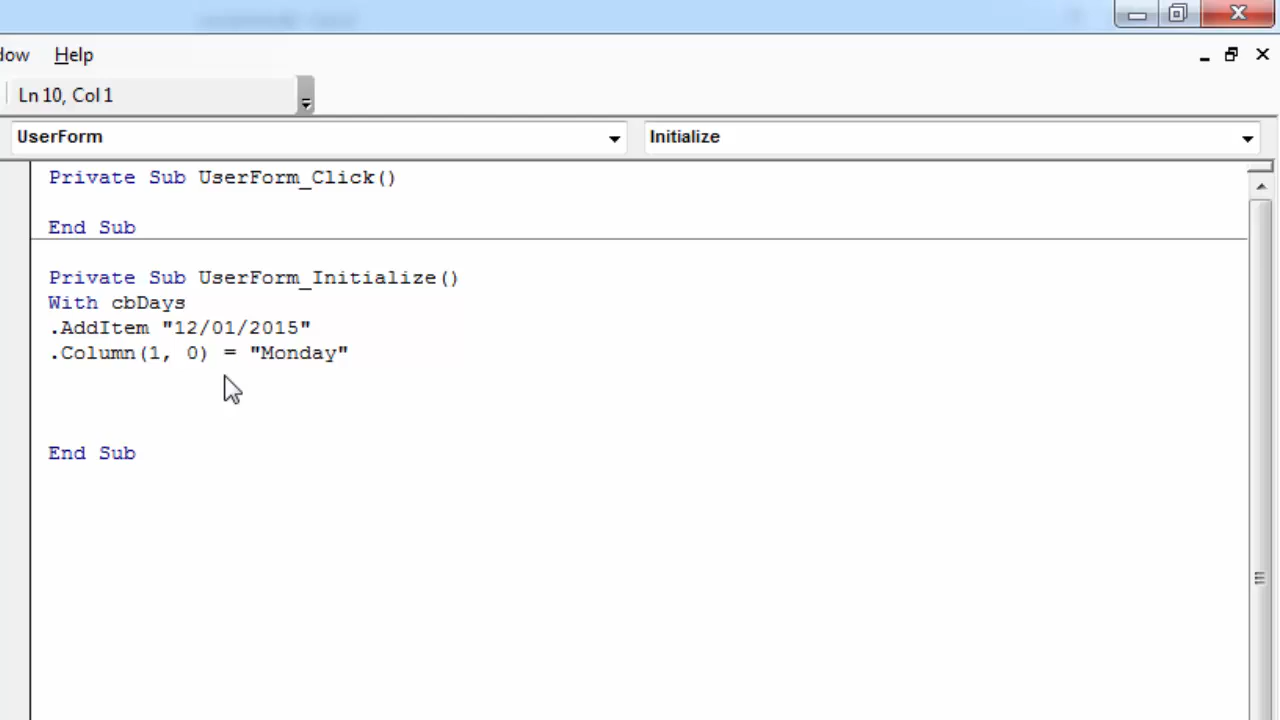 dow Help
Ln 10, Col 1
UserForm Initialize
Private Sub UserForm_Click()
End Sub
Private Sub UserForm_Initialize()
With cbDays
.AddItem "12/01/2015"
.Column(1, 0) = "Monday"
End Sub